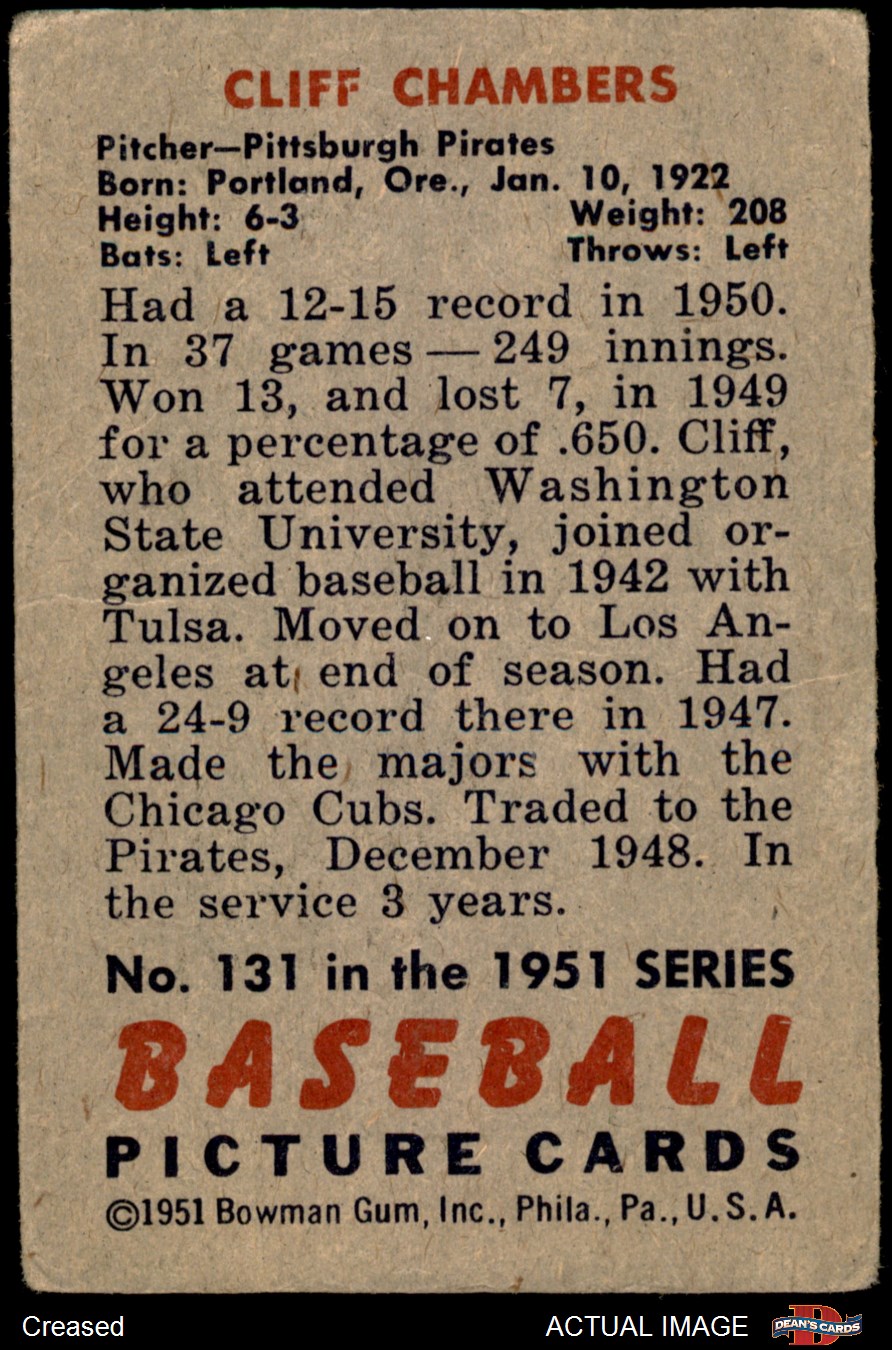 CLIFF CHAMBERS
Pitcher—Pittsburgh Pirates
Born: Portland, Ore., Jan. 10, 1922
Height: 6-3 Weight: 208
Bats: Left Throws: Left
Had a 12-15 record in 1950.
In 37 games — 249 innings.
Won 13, and lost 7, in 1949
for a percentage of .650. Cliff,
who attended Washington
State University, joined or-
ganized baseball in 1942 with
Tulsa. Moved on to Los An-
geles at end of season. Had
a 24-9 record there in 1947.
Made the majors with the
Chicago Cubs. Traded to the
Pirates, December 1948. In
the service 3 years.
No. 131 in the 1951 SERIES
BASEBALL
PICTURE CARDS
©1951 Bowman Gum, Inc., Phila., Pa., U.S.A.
Creased ACTUAL IMAGE D DEAN'S CARDS